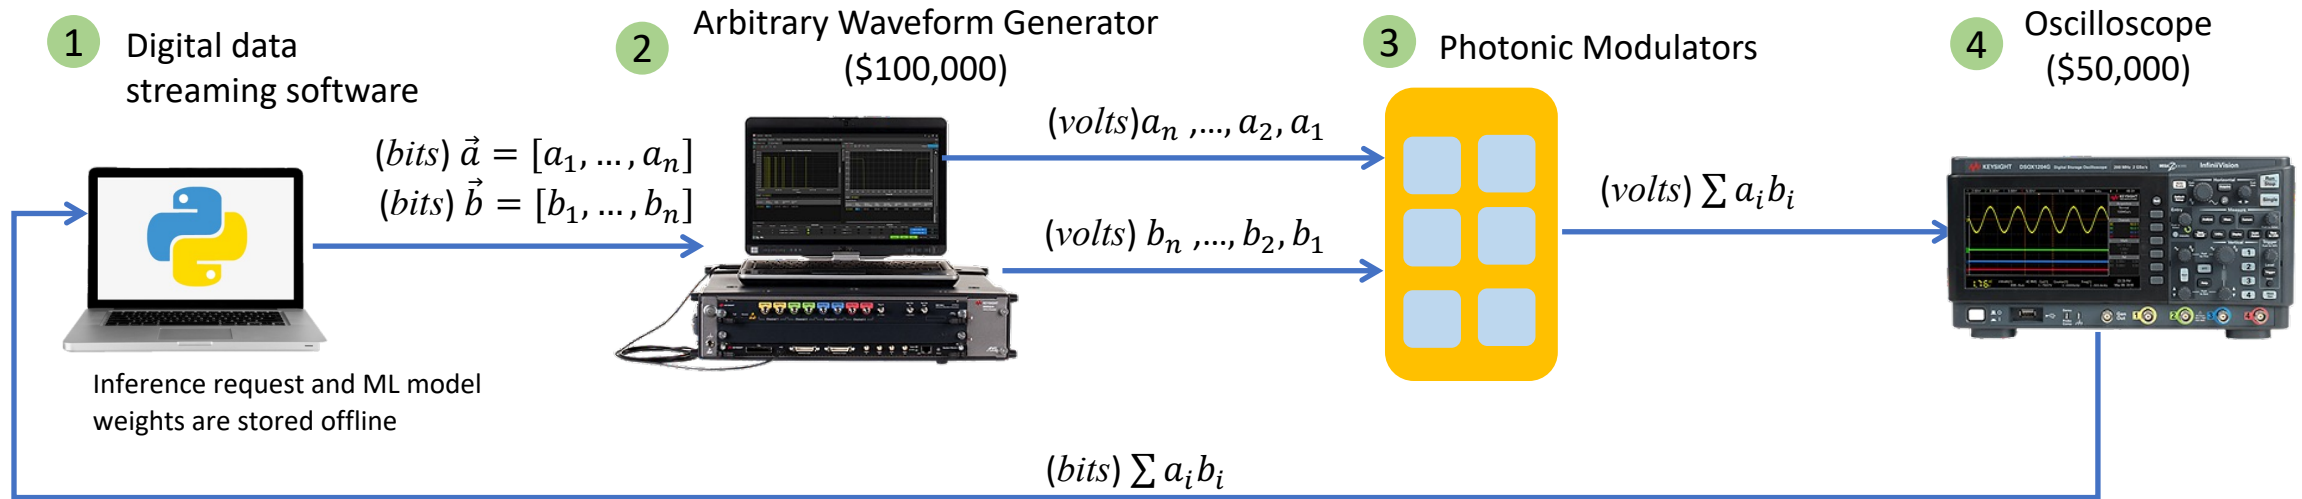 1
Digital data
streaming software
2
Arbitrary Waveform Generator
($100,000)
3
Photonic Modulators
4
Oscilloscope
($50,000)
(bits) a⃗ = [a₁, … , aₙ]
(bits) b⃗ = [b₁, … , bₙ]
(volts)aₙ ,…, a₂, a₁
(volts) bₙ ,…, b₂, b₁
(volts) ∑ aᵢbᵢ
KEYSIGHT
InfiniiVision
Inference request and ML model
weights are stored offline
(bits) ∑ aᵢbᵢ